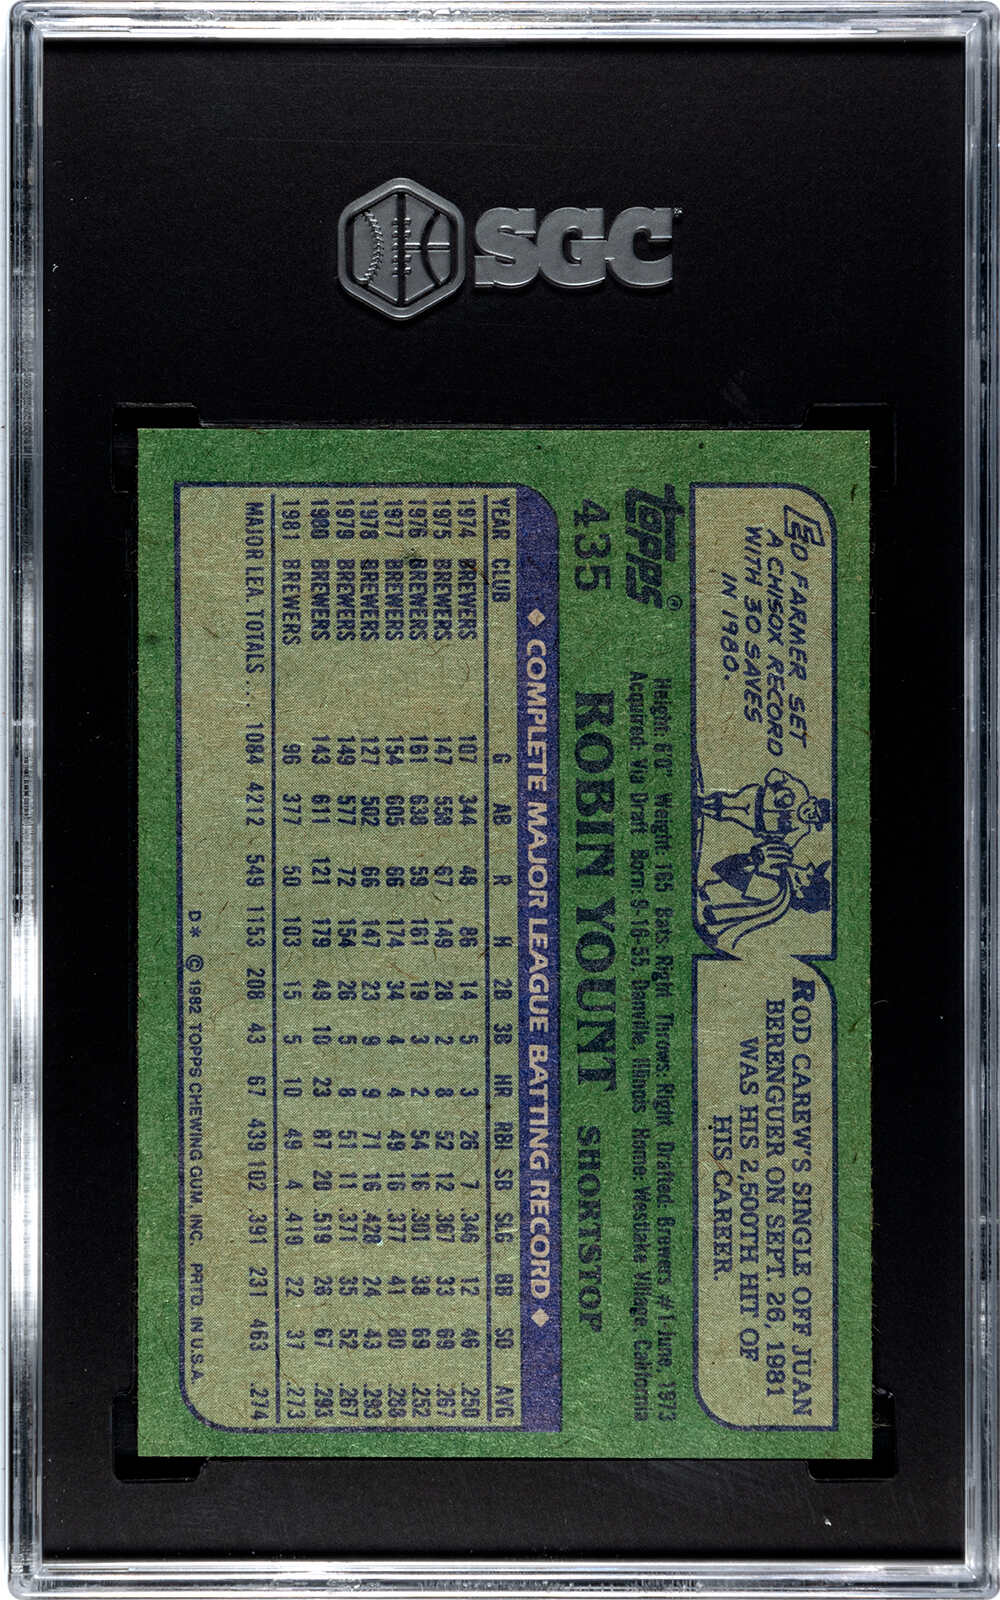 SGC
ED FARMER SET
A CHISOX RECORD
WITH 30 SAVES
IN 1980.
ROD CAREW'S SINGLE OFF JUAN
BERENGUER ON SEPT. 26, 1981
WAS HIS 2,500TH HIT OF
HIS CAREER.
TOPPS®
435
Height: 6'0" Weight: 165 Bats: Right Throws: Right Drafted: Brewers #1-June, 1973
Acquired: Via Draft Born: 9-16-55, Danville, Illinois Home: Westlake Village, California
ROBIN YOUNT SHORTSTOP
◆ COMPLETE MAJOR LEAGUE BATTING RECORD ◆
YEAR CLUB G AB R H 2B 3B HR RBI SB SLG BB SO AVG
1974 BREWERS 107 344 48 86 14 5 3 26 7 .346 12 46 .250
1975 BREWERS 147 558 67 149 28 2 8 52 12 .367 33 69 .267
1976 BREWERS 161 638 59 161 19 3 2 54 16 .301 38 69 .252
1977 BREWERS 154 605 66 174 34 4 4 49 16 .377 41 80 .288
1978 BREWERS 127 502 66 147 23 9 9 71 16 .428 24 43 .293
1979 BREWERS 149 577 72 154 26 5 8 51 11 .371 35 52 .267
1980 BREWERS 143 611 121 179 49 10 23 87 20 .519 26 67 .293
1981 BREWERS 96 377 50 103 15 5 10 49 4 .419 22 37 .273
MAJOR LEA. TOTALS ... 1084 4212 549 1153 208 43 67 439 102 .391 231 463 .274
D* © 1982 TOPPS CHEWING GUM, INC. PRTD. IN U.S.A.